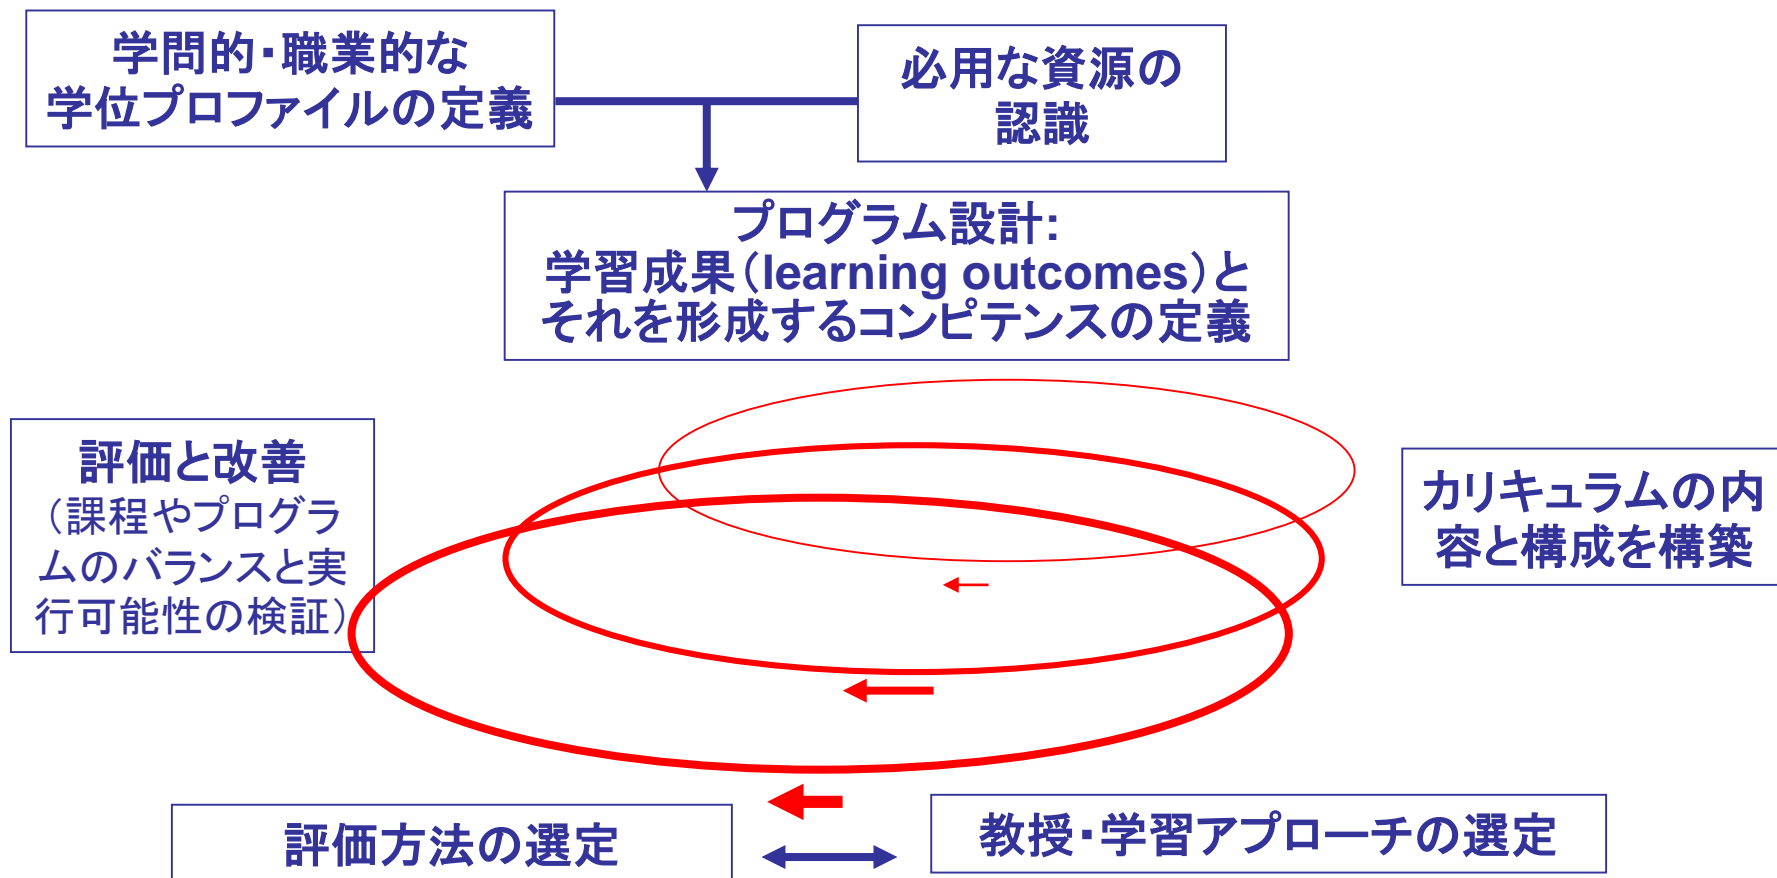 学問的・職業的な
学位プロファイルの定義
必用な資源の
認識
プログラム設計:
学習成果（learning outcomes）と
それを形成するコンピテンスの定義
評価と改善
（課程やプログラ
ムのバランスと実
行可能性の検証）
カリキュラムの内
容と構成を構築
評価方法の選定
教授・学習アプローチの選定